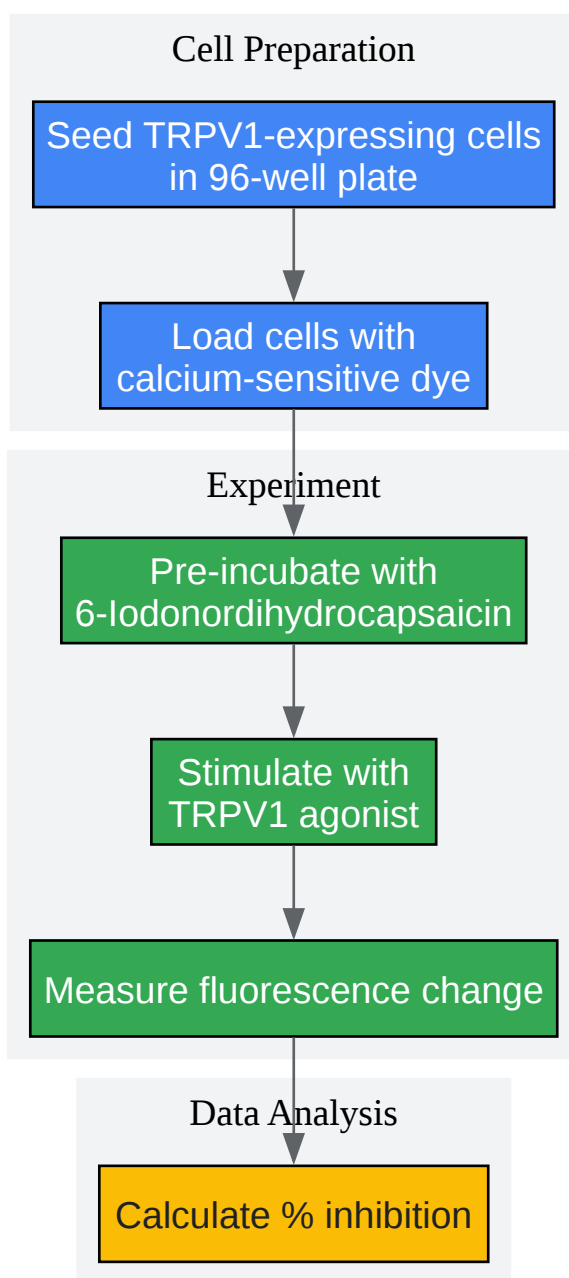 Cell Preparation
Seed TRPV1-expressing cells
in 96-well plate
Load cells with
calcium-sensitive dye
Experiment
Pre-incubate with
6-Iodonordihydrocapsaicin
Stimulate with
TRPV1 agonist
Measure fluorescence change
Data Analysis
Calculate % inhibition